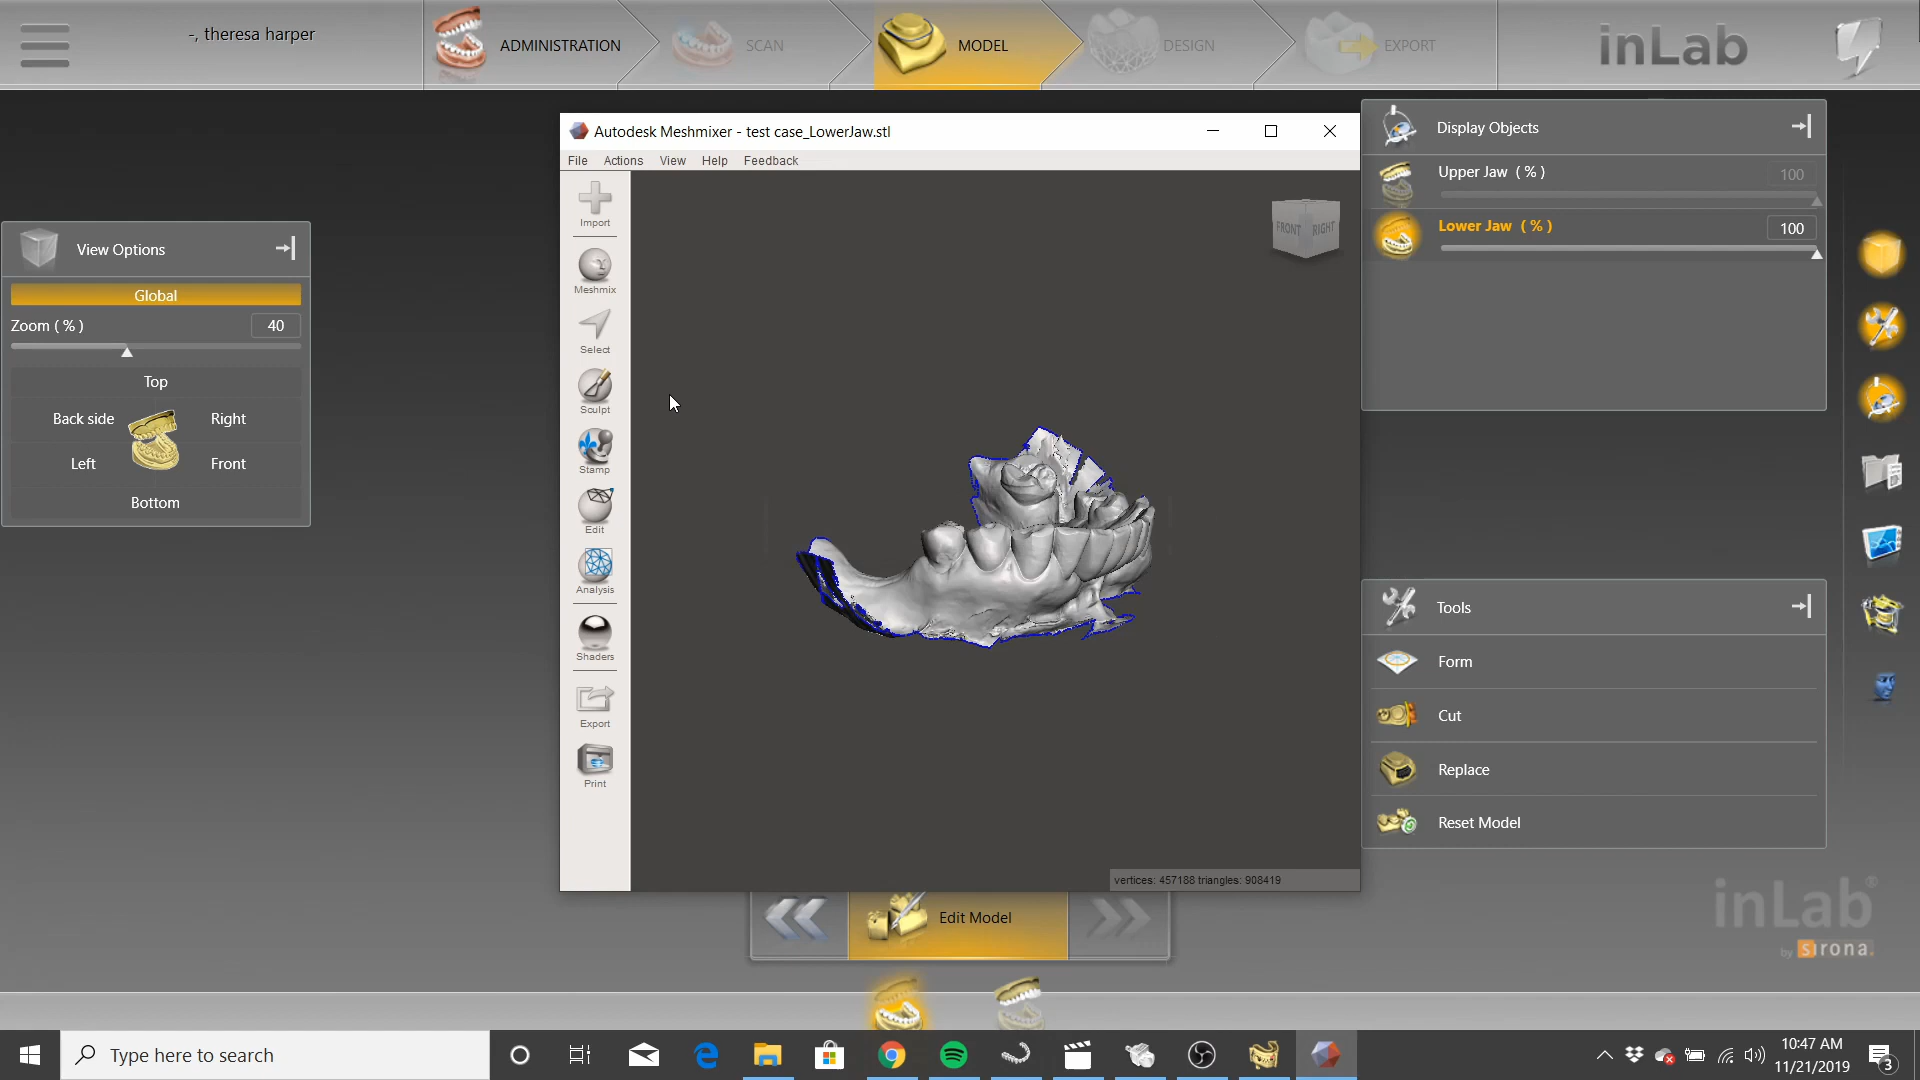 -, theresa harper
ADMINISTRATION
SCAN
MODEL
DESIGN
EXPORT
inLab
Autodesk Meshmixer - test case_LowerJaw.stl
File Actions View Help Feedback
Import
Meshmix
Select
Sculpt
Stamp
Edit
Analysis
Shaders
Export
Print
FRONT RIGHT
vertices: 457188 triangles: 908419
View Options
Global
Zoom ( % ) 40
Top
Back side Right
Left Front
Bottom
Display Objects
Upper Jaw ( % ) 100
Lower Jaw ( % ) 100
Tools
Form
Cut
Replace
Reset Model
Edit Model
inLab®
by sirona.
Type here to search
10:47 AM
11/21/2019
3